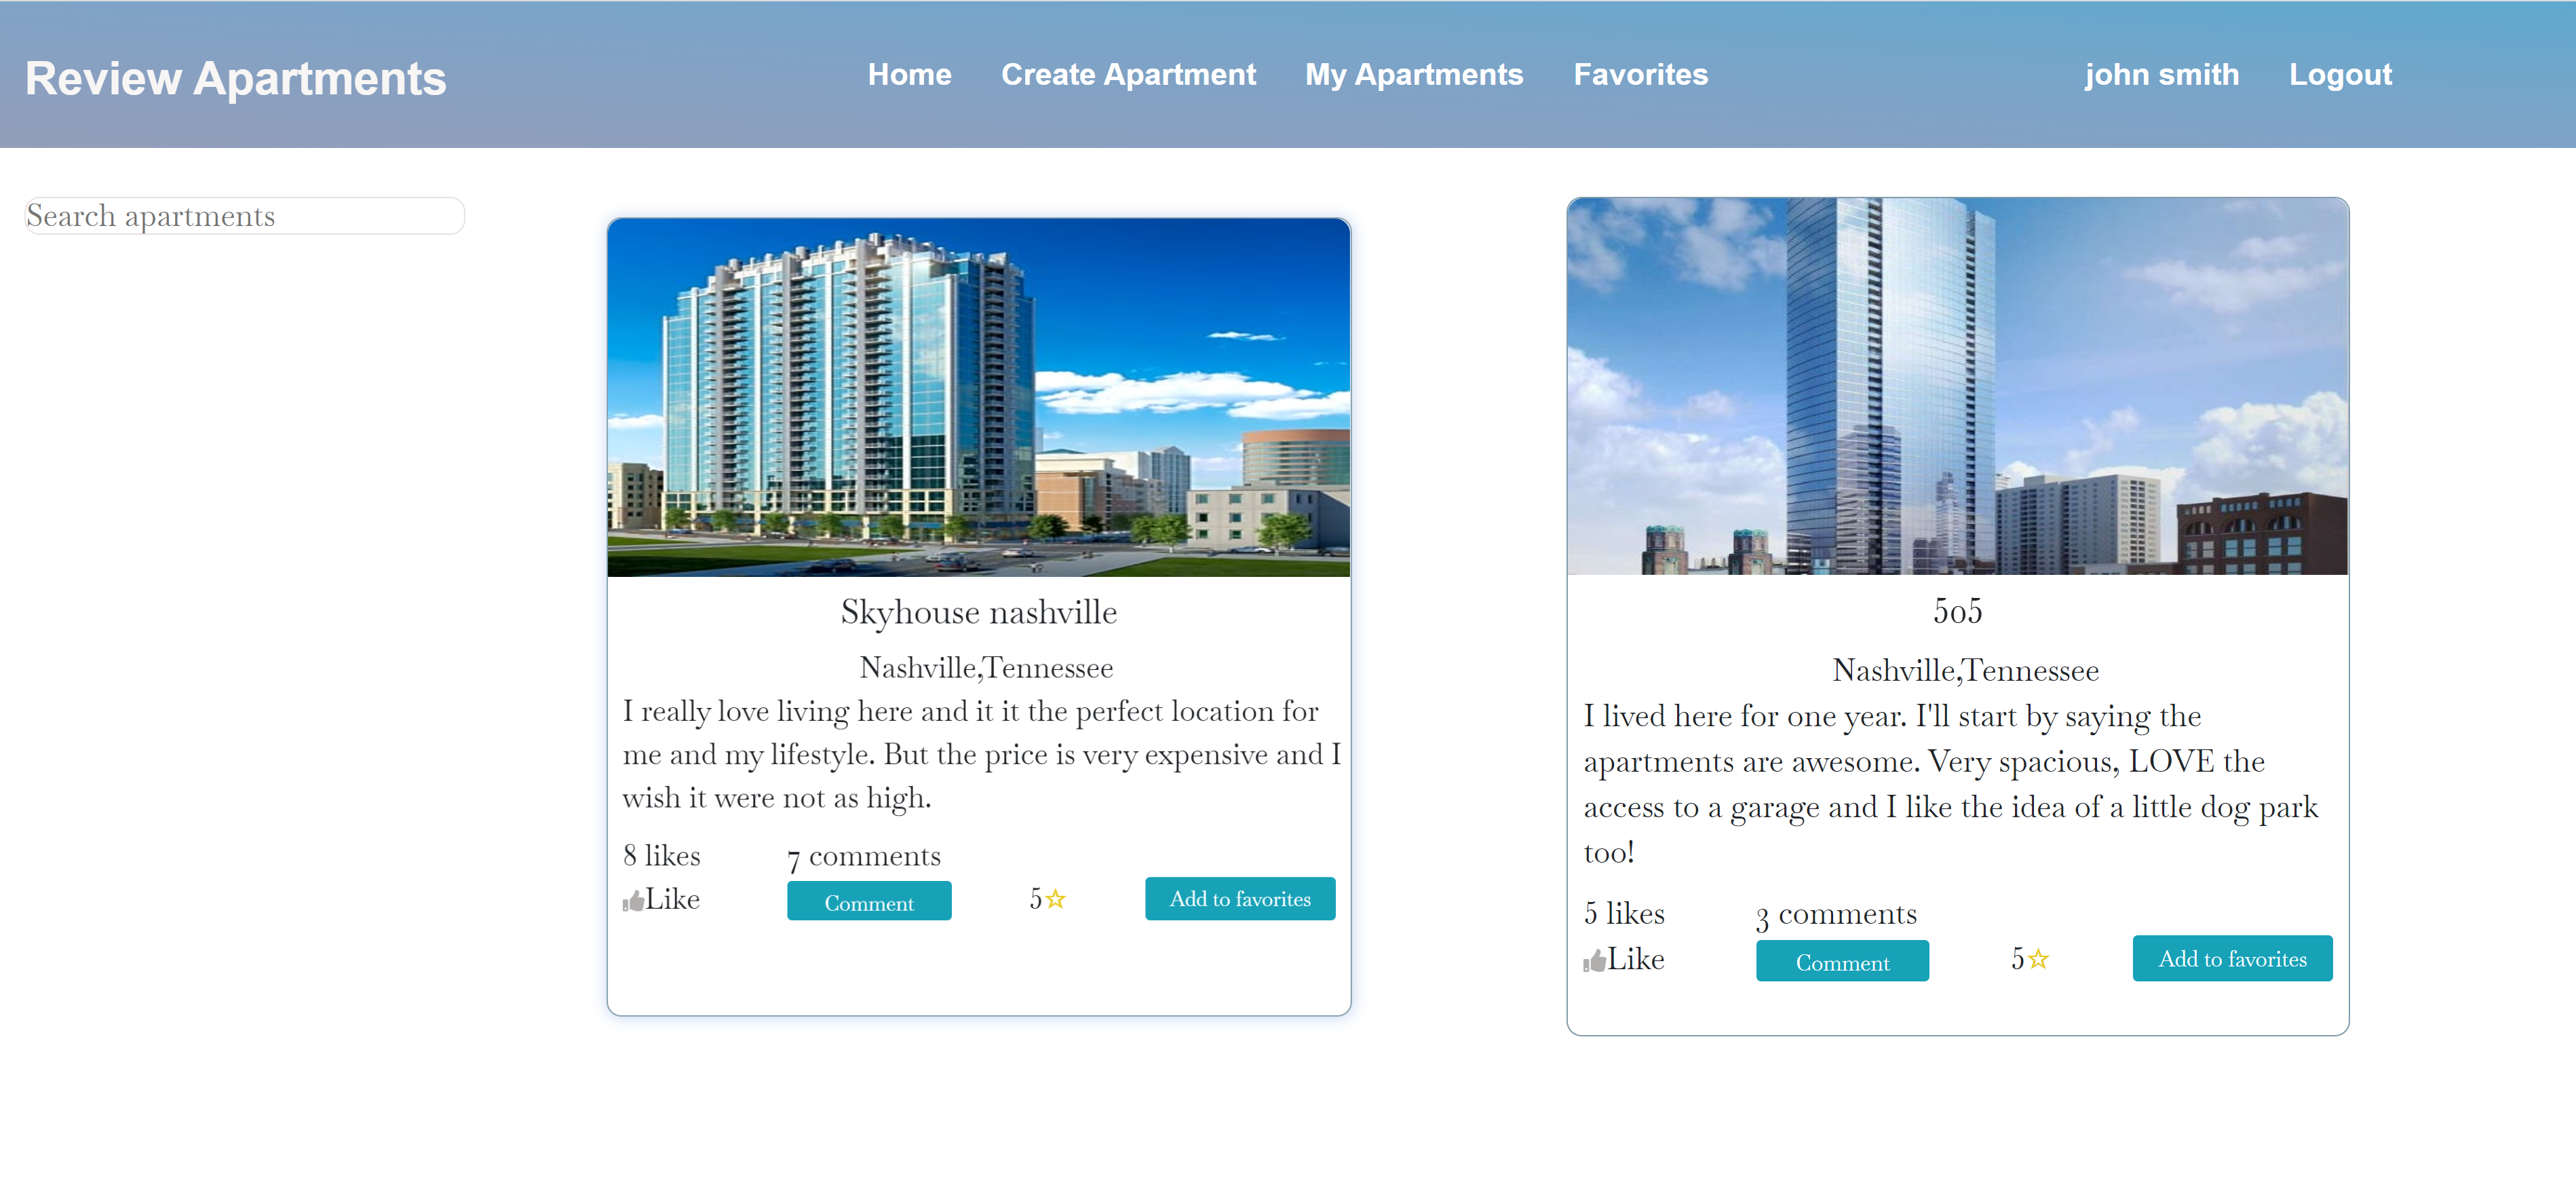 Review Apartments
Home Create Apartment My Apartments Favorites
john smith Logout
Search apartments
Skyhouse nashville
Nashville,Tennessee
I really love living here and it it the perfect location for
me and my lifestyle. But the price is very expensive and I
wish it were not as high.
8 likes 7 comments
Like Comment 5 Add to favorites
505
Nashville,Tennessee
I lived here for one year. I'll start by saying the
apartments are awesome. Very spacious, LOVE the
access to a garage and I like the idea of a little dog park
too!
5 likes 3 comments
Like Comment 5 Add to favorites